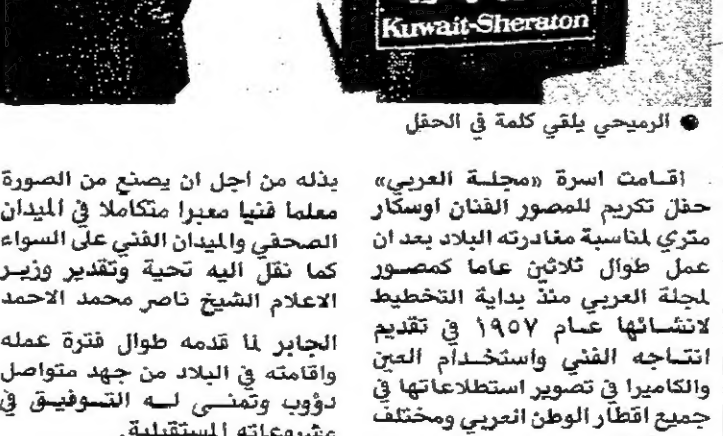 Kuwait-Sheraton
● الرميحي يلقي كلمة في الحفل
اقامت اسرة «مجلة العربي»
حفل تكريم للمصور الفنان اوسكار
متري لمناسبة مغادرته البلاد بعد ان
عمل طوال ثلاثين عاما كمصور
لمجلة العربي منذ بداية التخطيط
لانشائها عام ١٩٥٧ في تقديم
انتاجه الفني واستخدام العين
والكاميرا في تصوير استطلاعاتها في
جميع اقطار الوطن العربي ومختلف
بذله من اجل ان يصنع من الصورة
معلما فنيا معبرا متكاملا في الميدان
الصحفي والميدان الفني على السواء
كما نقل اليه تحية وتقدير وزير
الاعلام الشيخ ناصر محمد الاحمد
الجابر لما قدمه طوال فترة عمله
واقامته في البلاد من جهد متواصل
دؤوب وتمنى له التوفيق في
مشروعاته المستقبلية.